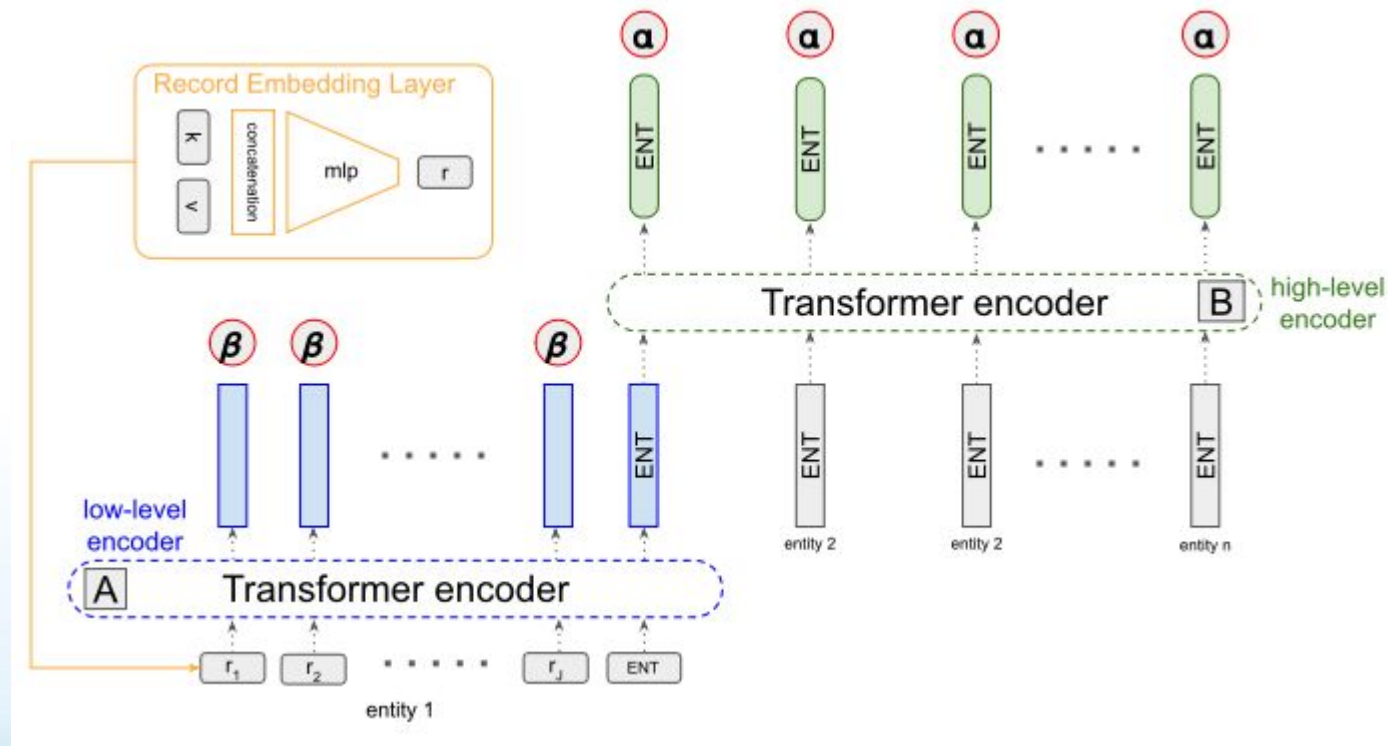 α α α α
Record Embedding Layer
k
v
concatenation
mlp
r
ENT ENT ENT ENT
Transformer encoder
B
high-level
encoder
β β β
ENT ENT ENT ENT
entity 2 entity 2 entity n
low-level
encoder
A
Transformer encoder
r1 r2 rJ ENT
entity 1